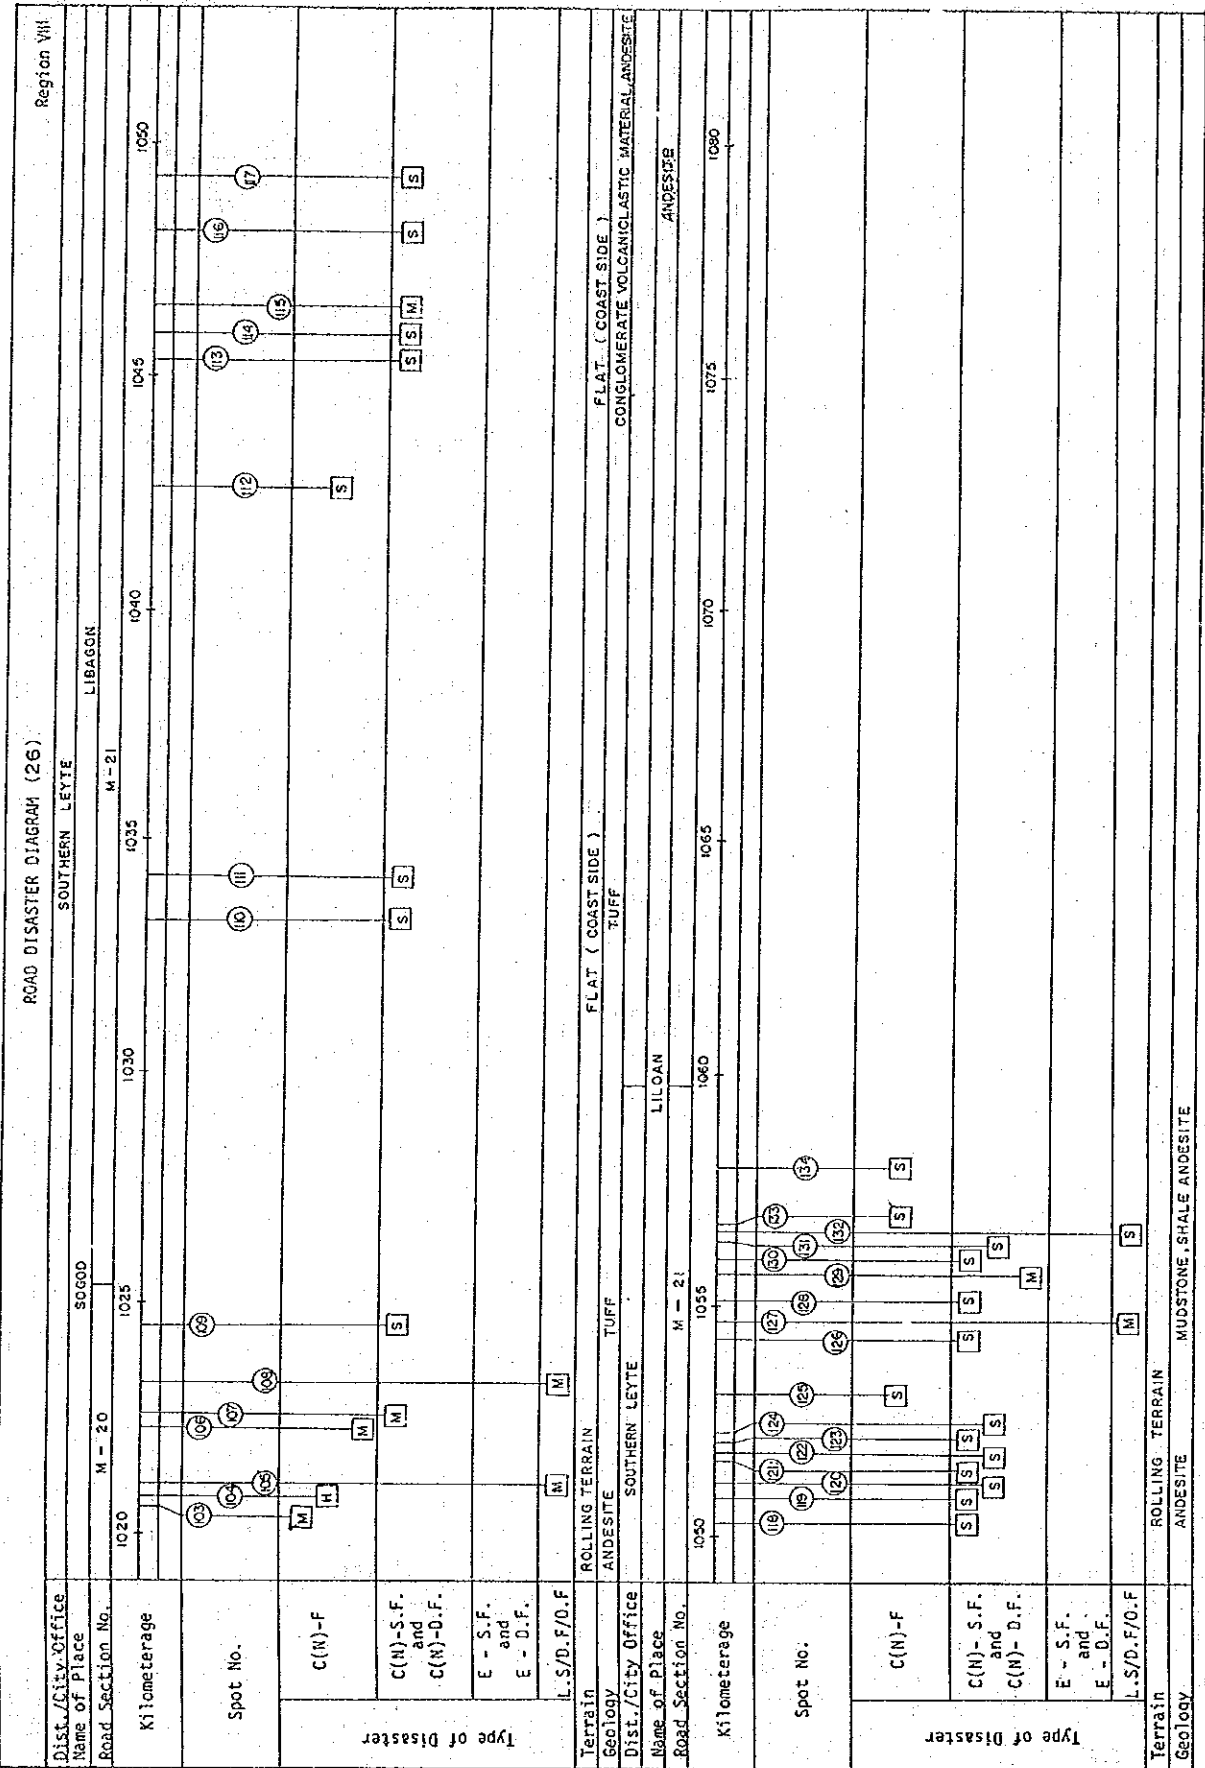 ROAD DISASTER DIAGRAM (26)
Region VIII
Dist./City Office SOUTHERN LEYTE
Name of Place SOGOD LIBAGON
Road Section No. M - 20 M - 21
Kilometerage 1020 1025 1030 1035 1040 1045 1050
Spot No. 103 104 105 106 107 108 109 110 111 112 113 114 115 116 117
Type of Disaster
C(N)-F M H M S
C(N)-S.F. and C(N)-D.F. M S S S S S M S S
E - S.F. and E - D.F.
L.S/D.F/O.F M M
Terrain ROLLING TERRAIN FLAT ( COAST SIDE ) FLAT ( COAST SIDE )
Geology ANDESITE TUFF TUFF CONGLOMERATE VOLCANICLASTIC MATERIAL, ANDESITE
Dist./City Office SOUTHERN LEYTE
Name of Place LILOAN
Road Section No. M - 21 ANDESITE
Kilometerage 1050 1055 1060 1065 1070 1075 1080
Spot No. 118 119 120 121 122 123 124 125 126 127 128 129 130 131 132 133 134
Type of Disaster
C(N)-F S S S
C(N)- S.F. and C(N)- D.F. S S S S S S S S S M S S
E - S.F. and E - D.F.
L.S/D.F/O.F M S
Terrain ROLLING TERRAIN
Geology ANDESITE MUDSTONE, SHALE ANDESITE